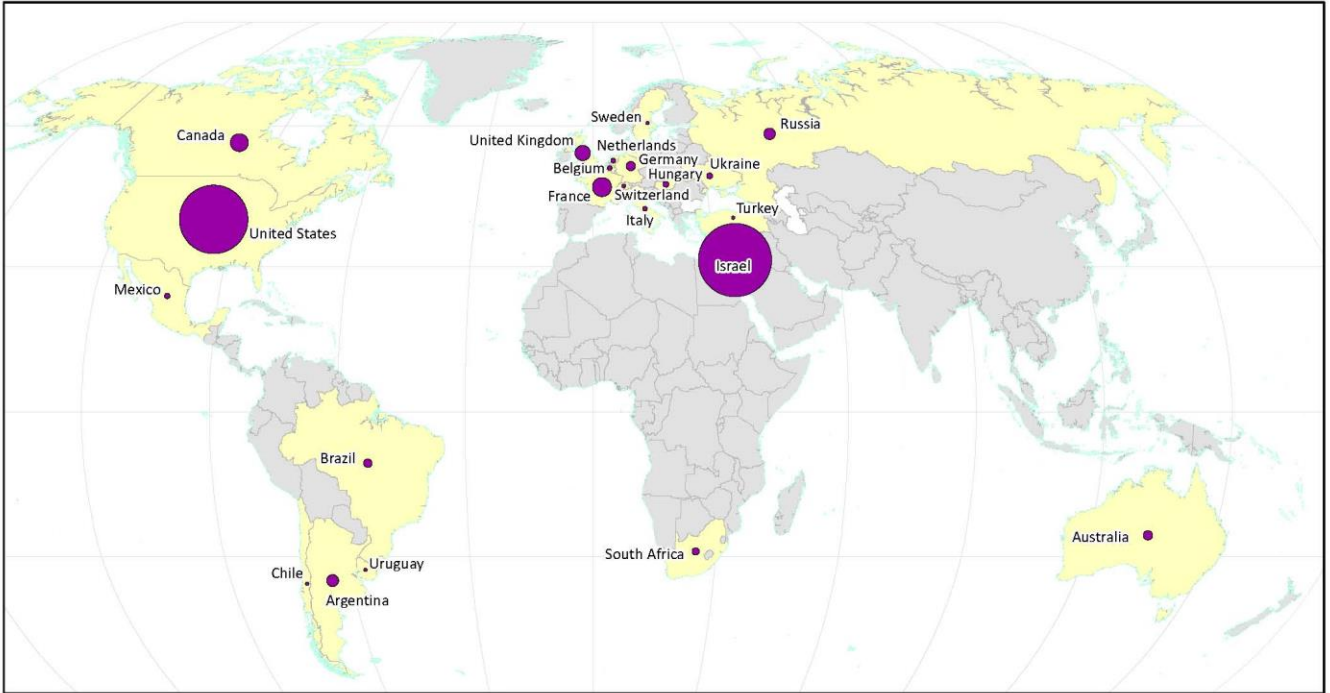 Sweden
Russia
Canada
United Kingdom
Netherlands
Germany
Belgium
Ukraine
Hungary
France
Switzerland
Turkey
Italy
United States
Israel
Mexico
Brazil
Australia
South Africa
Uruguay
Chile
Argentina